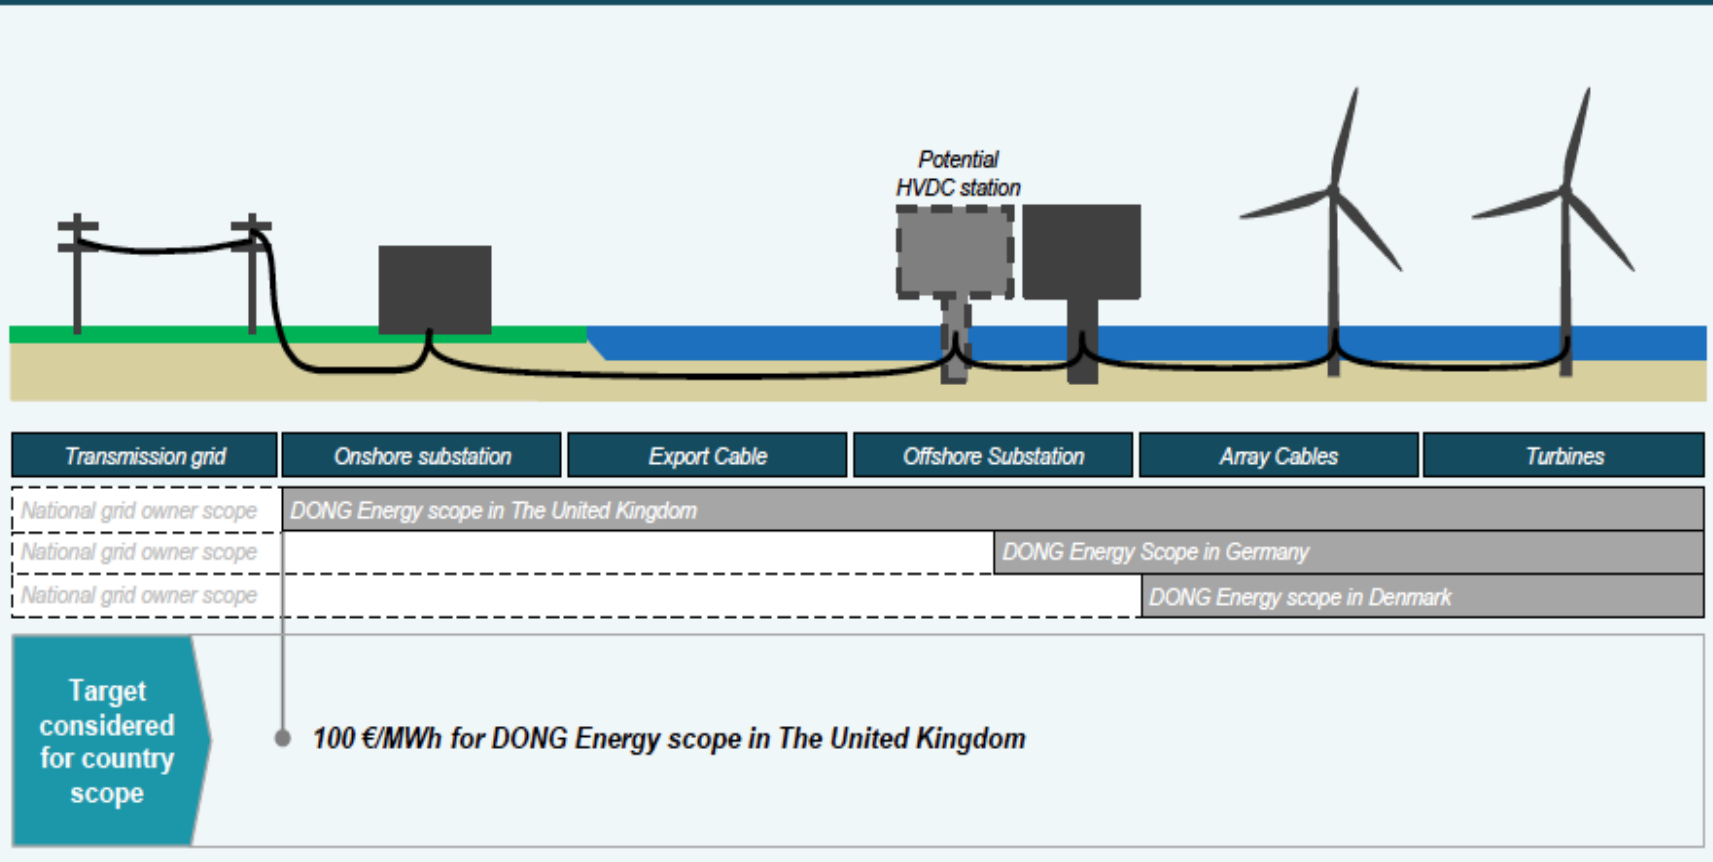 Potential
HVDC station
Transmission grid
Onshore substation
Export Cable
Offshore Substation
Array Cables
Turbines
National grid owner scope
DONG Energy scope in The United Kingdom
National grid owner scope
DONG Energy Scope in Germany
National grid owner scope
DONG Energy scope in Denmark
Target
considered
for country
scope
100 €/MWh for DONG Energy scope in The United Kingdom